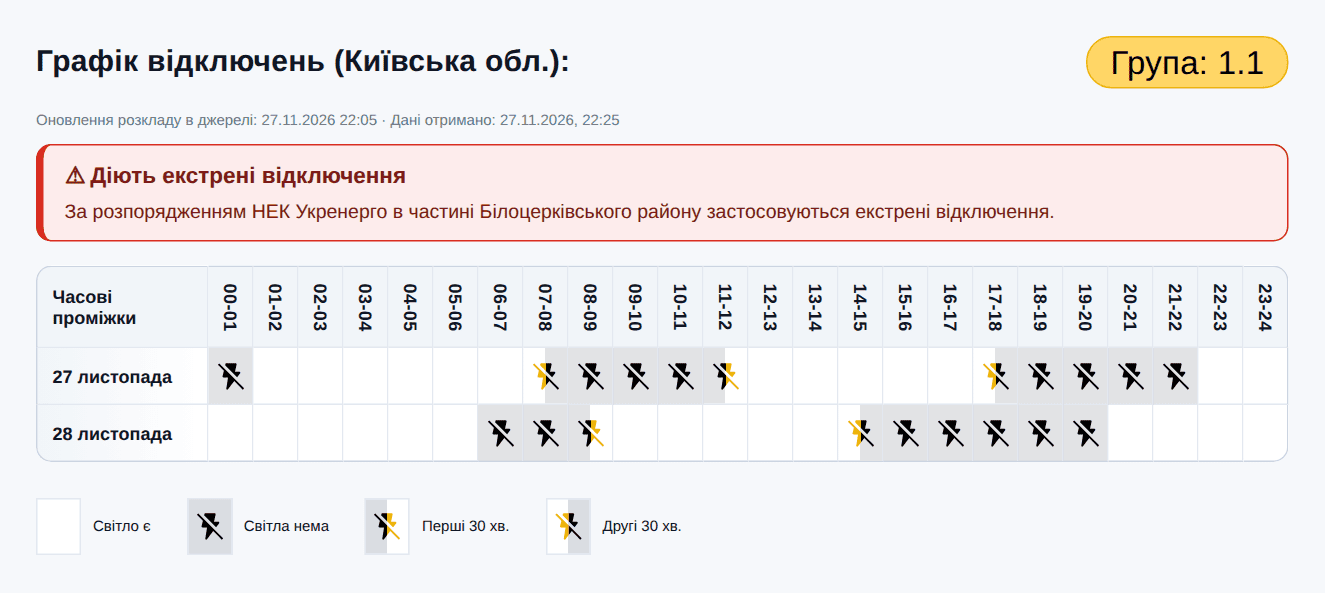 Графік відключень (Київська обл.):
Група: 1.1
Оновлення розкладу в джерелі: 27.11.2026 22:05 · Дані отримано: 27.11.2026, 22:25
⚠ Діють екстрені відключення
За розпорядженням НЕК Укренерго в частині Білоцерківського району застосовуються екстрені відключення.
Часові
проміжки
00-01
01-02
02-03
03-04
04-05
05-06
06-07
07-08
08-09
09-10
10-11
11-12
12-13
13-14
14-15
15-16
16-17
17-18
18-19
19-20
20-21
21-22
22-23
23-24
27 листопада
28 листопада
Світло є
Світла нема
Перші 30 хв.
Другі 30 хв.